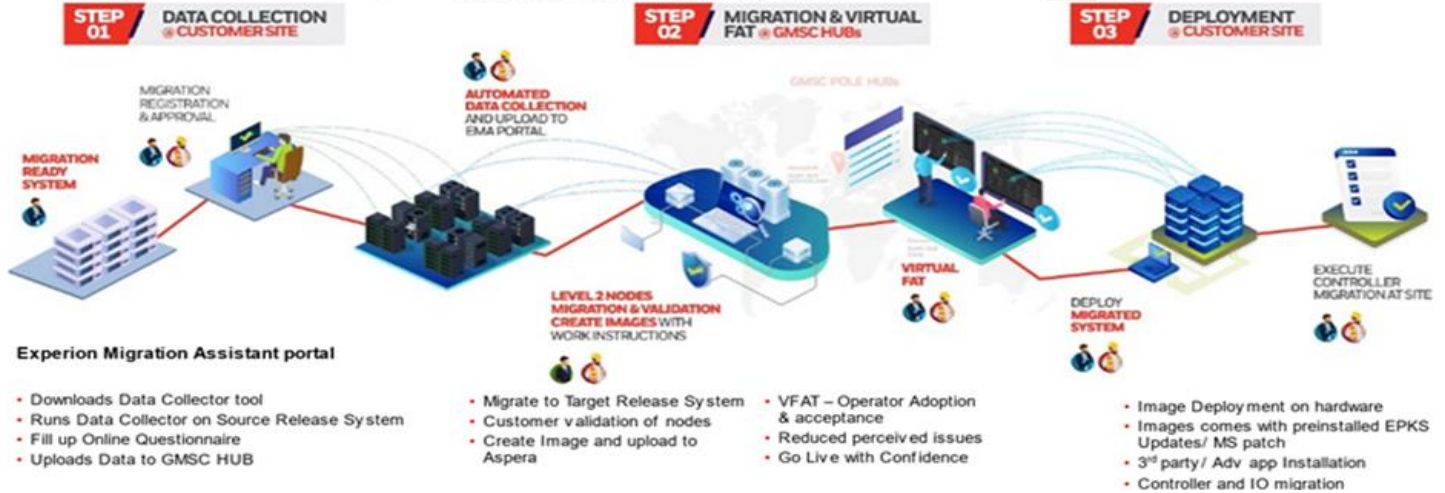 STEP 01
DATA COLLECTION
@ CUSTOMER SITE
STEP 02
MIGRATION & VIRTUAL
FAT @ GMSC HUBs
STEP 03
DEPLOYMENT
@ CUSTOMER SITE
MIGRATION
READY
SYSTEM
MIGRATION
REGISTRATION
& APPROVAL
AUTOMATED
DATA COLLECTION
AND UPLOAD TO
EMA PORTAL
GMSC POLE HUBs
LEVEL 2 NODES
MIGRATION & VALIDATION
CREATE IMAGES WITH
WORK INSTRUCTIONS
VIRTUAL
FAT
DEPLOY
MIGRATED
SYSTEM
EXECUTE
CONTROLLER
MIGRATION AT SITE
Experion Migration Assistant portal
• Downloads Data Collector tool
• Runs Data Collector on Source Release System
• Fill up Online Questionnaire
• Uploads Data to GMSC HUB
• Migrate to Target Release System
• Customer validation of nodes
• Create Image and upload to
Aspera
• VFAT – Operator Adoption
& acceptance
• Reduced perceived issues
• Go Live with Confidence
• Image Deployment on hardware
• Images comes with preinstalled EPKS
Updates/ MS patch
• 3rd party/ Adv app Installation
• Controller and IO migration